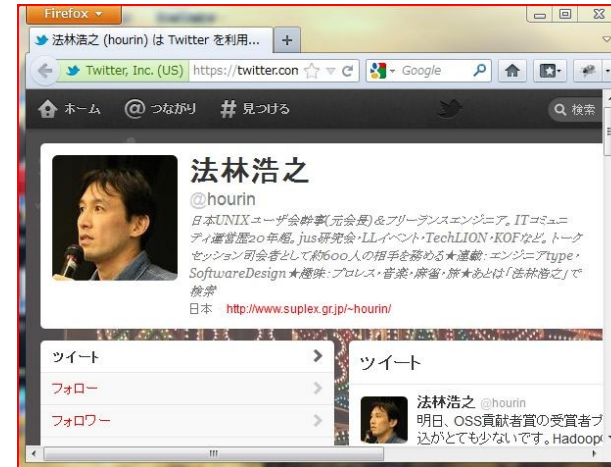 Firefox
法林浩之 (hourin) は Twitter を利用...
Twitter, Inc. (US) https://twitter.con
Google
ホーム @つながり #見つける 検索
法林浩之
@hourin
日本UNIXユーザ会幹事(元会長)&フリーランスエンジニア。ITコミュニ
ティ運営歴20年超。jus研究会・LLイベント・TechLION・KOFなど。トーク
セッション司会者として約600人の相手を務める★連載:エンジニアtype・
SoftwareDesign★趣味:プロレス・音楽・麻雀・旅★あとは「法林浩之」で
検索
日本 http://www.suplex.gr.jp/~hourin/
ツイート
フォロー
フォロワー
ツイート
法林浩之 @hourin
明日、OSS貢献者賞の受賞者ブ
込がとても少ないです。Hadoop